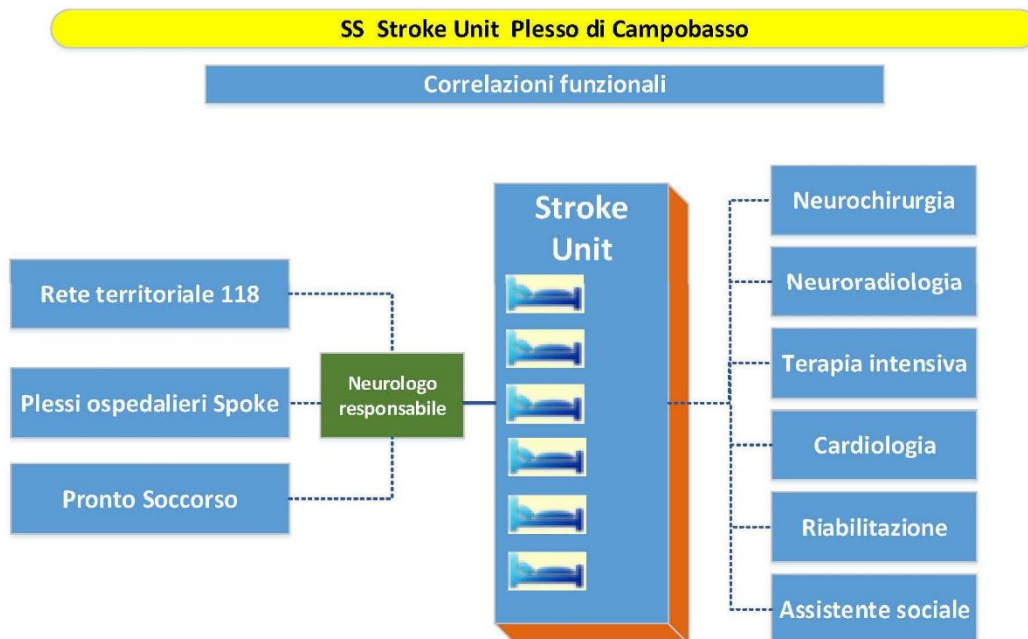 SS Stroke Unit Plesso di Campobasso
Correlazioni funzionali
Rete territoriale 118
Plessi ospedalieri Spoke
Pronto Soccorso
Neurologo
responsabile
Stroke
Unit
Neurochirurgia
Neuroradiologia
Terapia intensiva
Cardiologia
Riabilitazione
Assistente sociale